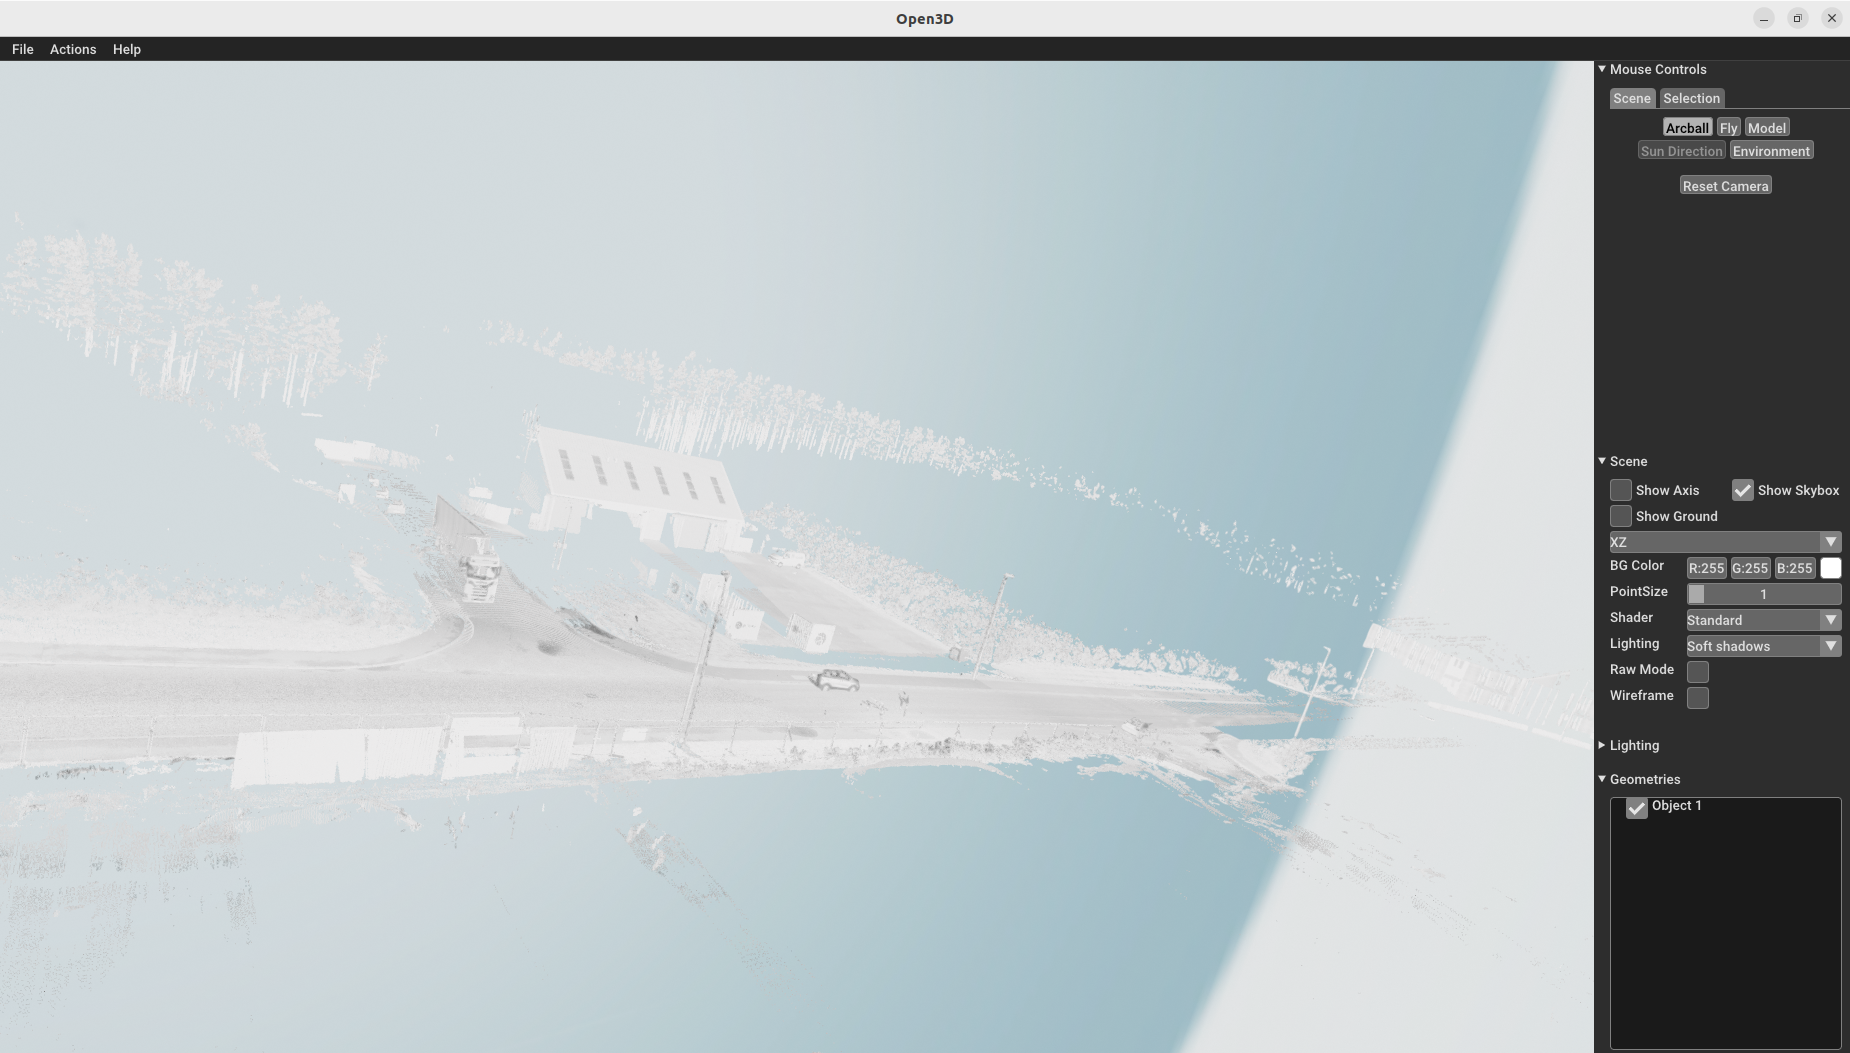 Open3D
File Actions Help
Mouse Controls
Scene Selection
Arcball Fly Model
Sun Direction Environment
Reset Camera
Scene
Show Axis Show Skybox
Show Ground
XZ
BG Color R:255 G:255 B:255
PointSize 1
Shader Standard
Lighting Soft shadows
Raw Mode
Wireframe
Lighting
Geometries
Object 1